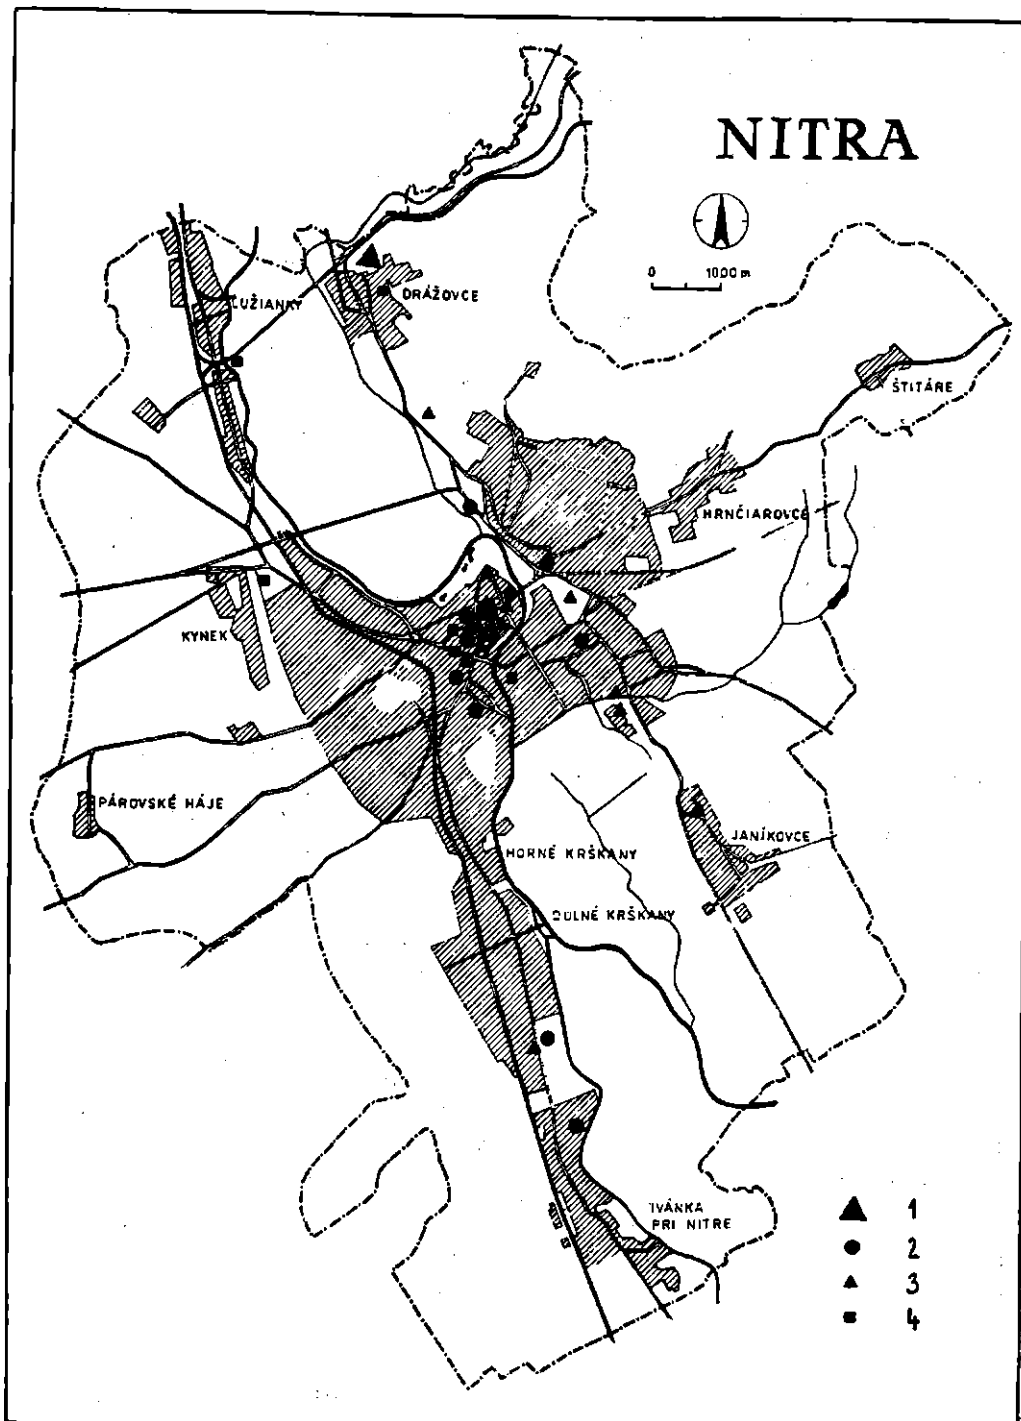 NITRA
0 1000 m
LUŽIANKY
DRÁŽOVCE
ŠTITÁRE
HRNČIAROVCE
KYNEK
PÁROVSKÉ HÁJE
JANÍKOVCE
HORNÉ KRŠKANY
DOLNÉ KRŠKANY
IVÁNKA
PRI NITRE
1
2
3
4